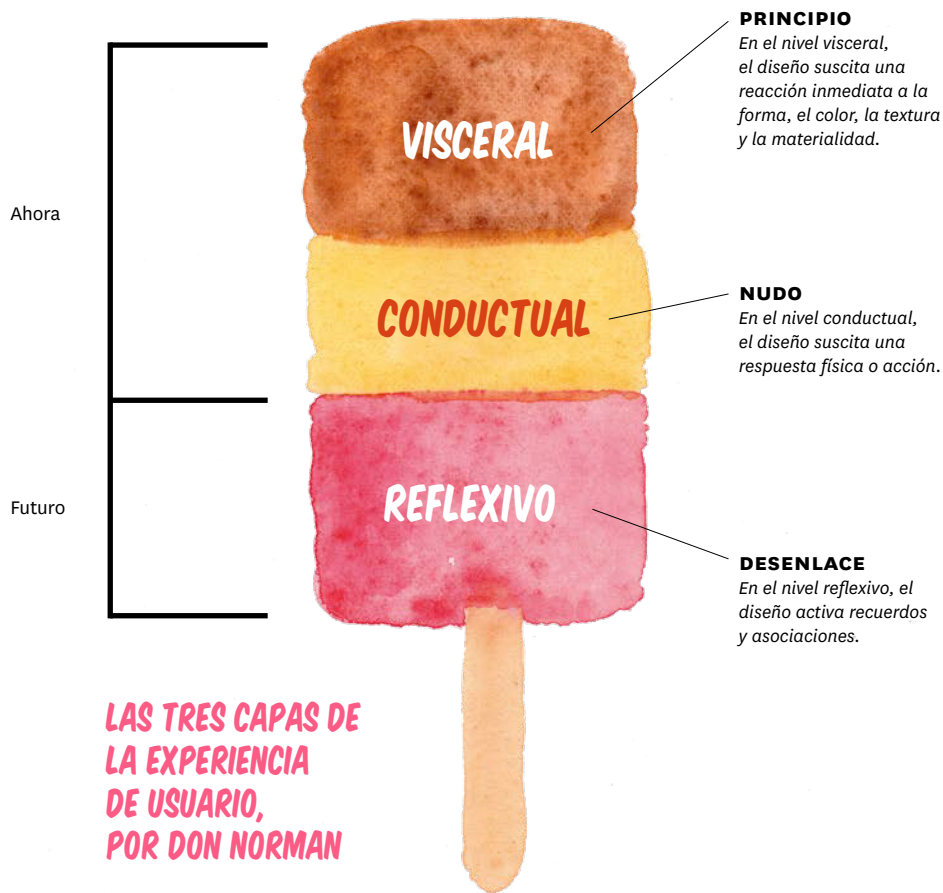 PRINCIPIO
En el nivel visceral,
el diseño suscita una
reacción inmediata a la
forma, el color, la textura
y la materialidad.
VISCERAL
Ahora
NUDO
En el nivel conductual,
el diseño suscita una
respuesta física o acción.
CONDUCTUAL
REFLEXIVO
Futuro
DESENLACE
En el nivel reflexivo, el
diseño activa recuerdos
y asociaciones.
LAS TRES CAPAS DE
LA EXPERIENCIA
DE USUARIO,
POR DON NORMAN